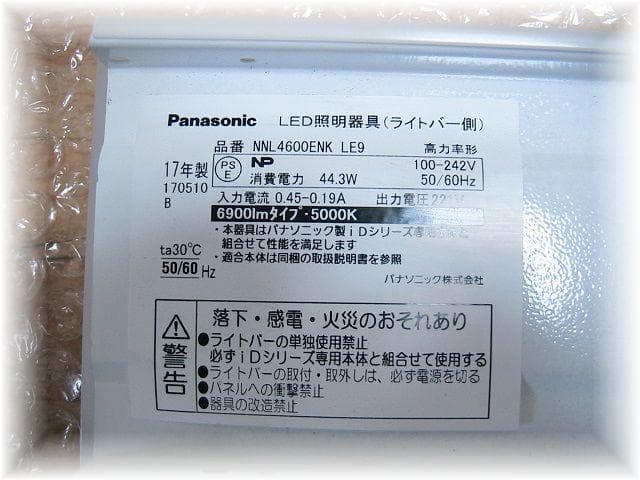 Panasonic LED照明器具(ライトバー側)
品番 NNL4600ENK LE9 高力率形
17年製 PS E NP 100-242V
170510 消費電力 44.3W 50/60Hz
B 入力電流 0.45-0.19A 出力電圧
6900lmタイプ・5000K
・本器具はパナソニック製iDシリーズ専用
組合せて性能を満足します
ta30℃ ・適合本体は同梱の取扱説明書を参照
50/60 Hz
パナソニック株式会社
警告
落下・感電・火災のおそれあり
●ライトバーの単独使用禁止
必ずiDシリーズ専用本体と組合せて使用する
●ライトバーの取付・取外しは、必ず電源を切る
●パネルへの衝撃禁止
●器具の改造禁止